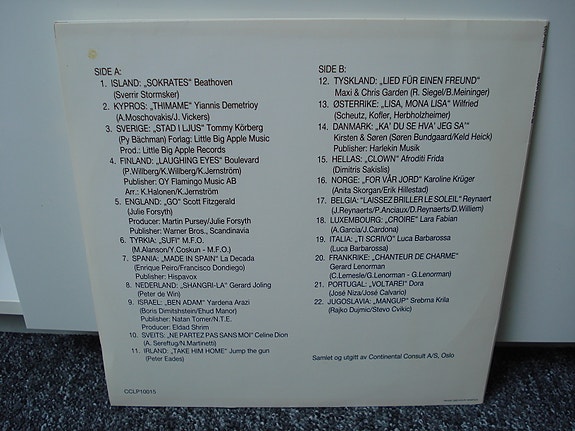 SIDE A:
1. ISLAND: „SOKRATES" Beathoven
(Sverrir Stormsker)
2. KYPROS: „THIMAME" Yiannis Demetrioy
(A.Moschovakis/J. Vickers)
3. SVERIGE: „STAD I LJUS" Tommy Körberg
(Py Bächman) Forlag: Little Big Apple Music
Prod.: Little Big Apple Records
4. FINLAND: „LAUGHING EYES" Boulevard
(P.Willberg/K.Willberg/K.Jernström)
Publisher: OY Flamingo Music AB
Arr.: K.Halonen/K.Jernström
5. ENGLAND: „GO" Scott Fitzgerald
(Julie Forsyth)
Producer: Martin Pursey/Julie Forsyth
Publisher: Warner Bros., Scandinavia
6. TYRKIA: „SUFI" M.F.O.
(M.Alanson/Y.Coskun - M.F.O.)
7. SPANIA: „MADE IN SPAIN" La Decada
(Enrique Peiro/Francisco Dondiego)
Publisher: Hispavox
8. NEDERLAND: „SHANGRI-LA" Gerard Joling
(Peter de Win)
9. ISRAEL: „BEN ADAM" Yardena Arazi
(Boris Dimitshstein/Ehud Manor)
Publisher: Natan Tomer/N.T.E.
Producer: Eldad Shrim
10. SVEITS: „NE PARTEZ PAS SANS MOI" Celine Dion
(A. Sereftug/N.Martinetti)
11. IRLAND: „TAKE HIM HOME" Jump the gun
(Peter Eades)
CCLP10015
SIDE B:
12. TYSKLAND: „LIED FÜR EINEN FREUND"
Maxi & Chris Garden (R. Siegel/B.Meininger)
13. ØSTERRIKE: „LISA, MONA LISA" Wilfried
(Scheutz, Kofler, Herbholzheimer)
14. DANMARK: „KA' DU SE HVA' JEG SA'"
Kirsten & Søren (Søren Bundgaard/Keld Heick)
Publisher: Harlekin Musik
15. HELLAS: „CLOWN" Afroditi Frida
(Dimitris Sakislis)
16. NORGE: „FOR VÅR JORD" Karoline Krüger
(Anita Skorgan/Erik Hillestad)
17. BELGIA: "LAISSEZ BRILLER LE SOLEIL" Reynaert
(J.Reynaerts/P.Anciaux/D.Reynaerts/D.Williem)
18. LUXEMBOURG: „CROIRE" Lara Fabian
(A.Garcia/J.Cardona)
19. ITALIA: „TI SCRIVO" Luca Barbarossa
(Luca Barbarossa)
20. FRANKRIKE: „CHANTEUR DE CHARME"
Gerard Lenorman
(C.Lemesle/G.Lenorman - G.Lenorman)
21. PORTUGAL: „VOLTAREI" Dora
(José Niza/José Calvario)
22. JUGOSLAVIA: „MANGUP" Srebrna Krila
(Rajko Dujmic/Stevo Cvikic)
Samlet og utgitt av Continental Consult A/S, Oslo